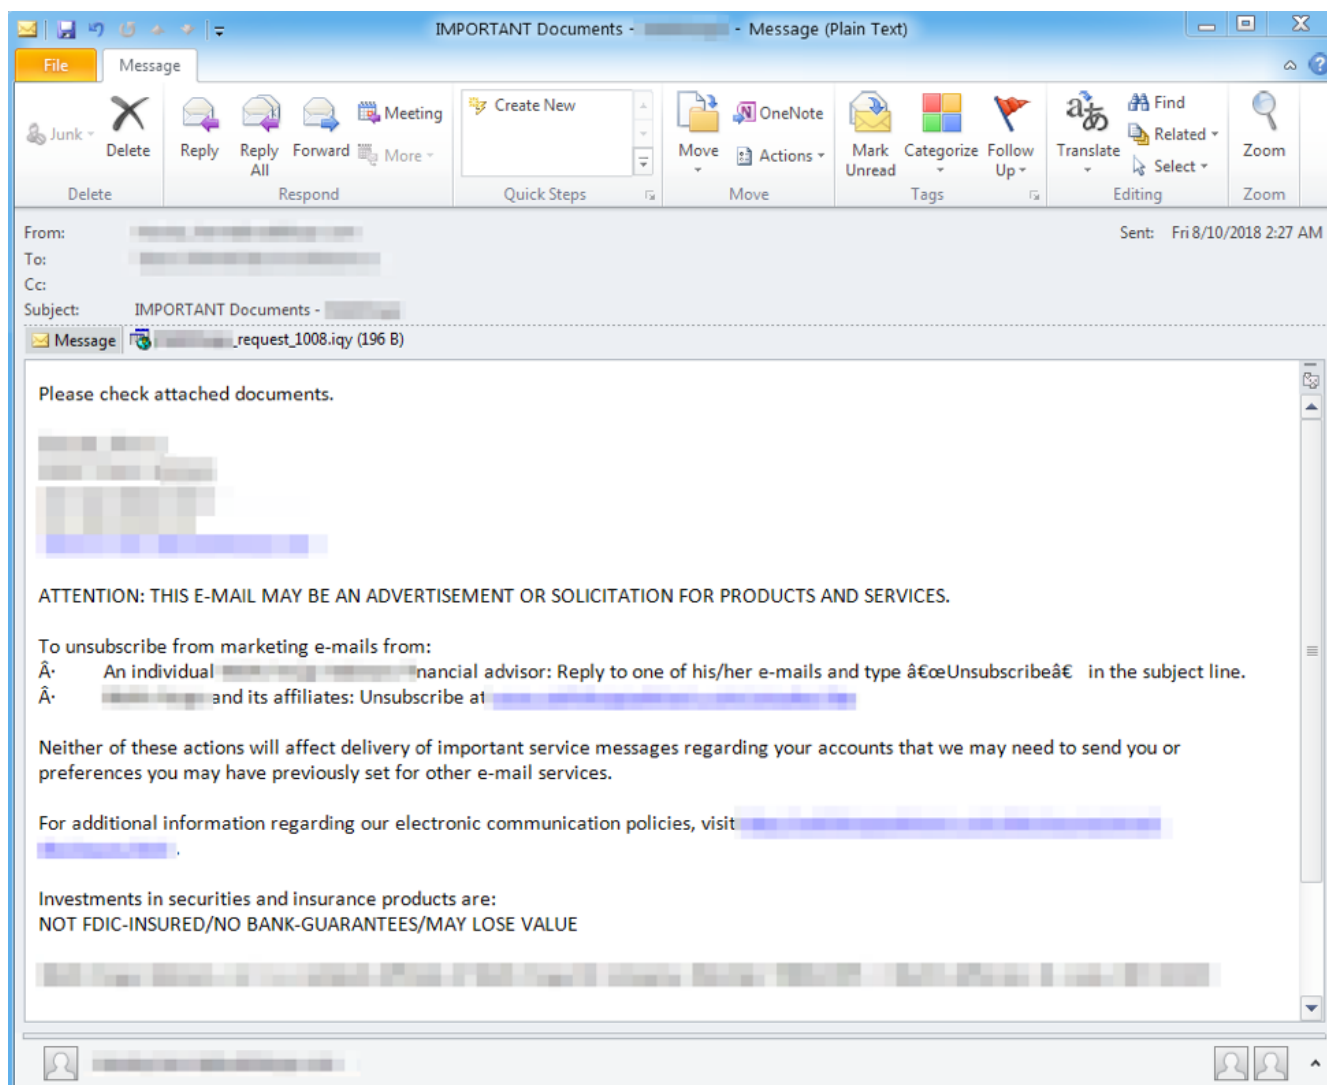 IMPORTANT Documents - - Message (Plain Text)
File Message
Junk
Delete
Reply
Reply All
Forward
Meeting
More
Create New
Move
OneNote
Actions
Mark Unread
Categorize
Follow Up
Translate
Find
Related
Select
Zoom
Delete Respond Quick Steps Move Tags Editing Zoom
From: Sent: Fri 8/10/2018 2:27 AM
To:
Cc:
Subject: IMPORTANT Documents -
Message _request_1008.iqy (196 B)
Please check attached documents.
ATTENTION: THIS E-MAIL MAY BE AN ADVERTISEMENT OR SOLICITATION FOR PRODUCTS AND SERVICES.
To unsubscribe from marketing e-mails from:
Â· An individual nancial advisor: Reply to one of his/her e-mails and type â€œUnsubscribeâ€ in the subject line.
Â· and its affiliates: Unsubscribe at
Neither of these actions will affect delivery of important service messages regarding your accounts that we may need to send you or
preferences you may have previously set for other e-mail services.
For additional information regarding our electronic communication policies, visit
.
Investments in securities and insurance products are:
NOT FDIC-INSURED/NO BANK-GUARANTEES/MAY LOSE VALUE